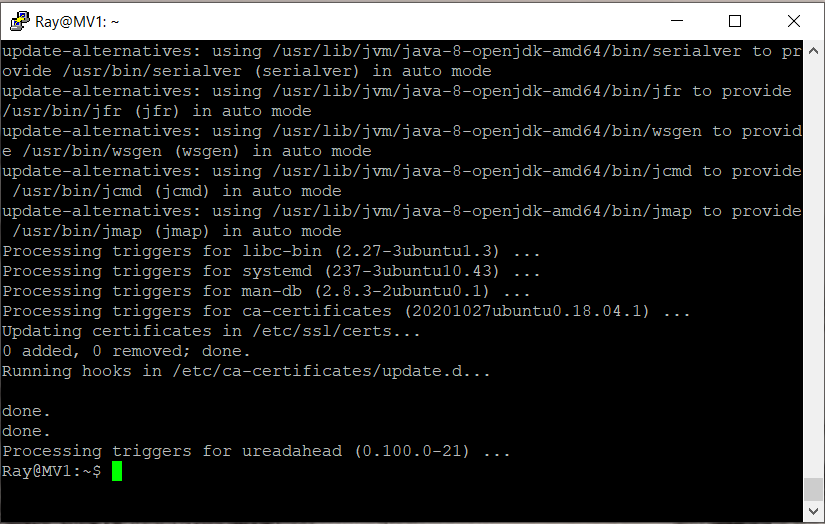 Ray@MV1: ~
update-alternatives: using /usr/lib/jvm/java-8-openjdk-amd64/bin/serialver to pr
ovide /usr/bin/serialver (serialver) in auto mode
update-alternatives: using /usr/lib/jvm/java-8-openjdk-amd64/bin/jfr to provide
/usr/bin/jfr (jfr) in auto mode
update-alternatives: using /usr/lib/jvm/java-8-openjdk-amd64/bin/wsgen to provid
e /usr/bin/wsgen (wsgen) in auto mode
update-alternatives: using /usr/lib/jvm/java-8-openjdk-amd64/bin/jcmd to provide
 /usr/bin/jcmd (jcmd) in auto mode
update-alternatives: using /usr/lib/jvm/java-8-openjdk-amd64/bin/jmap to provide
 /usr/bin/jmap (jmap) in auto mode
Processing triggers for libc-bin (2.27-3ubuntu1.3) ...
Processing triggers for systemd (237-3ubuntu10.43) ...
Processing triggers for man-db (2.8.3-2ubuntu0.1) ...
Processing triggers for ca-certificates (20201027ubuntu0.18.04.1) ...
Updating certificates in /etc/ssl/certs...
0 added, 0 removed; done.
Running hooks in /etc/ca-certificates/update.d...

done.
done.
Processing triggers for ureadahead (0.100.0-21) ...
Ray@MV1:~$